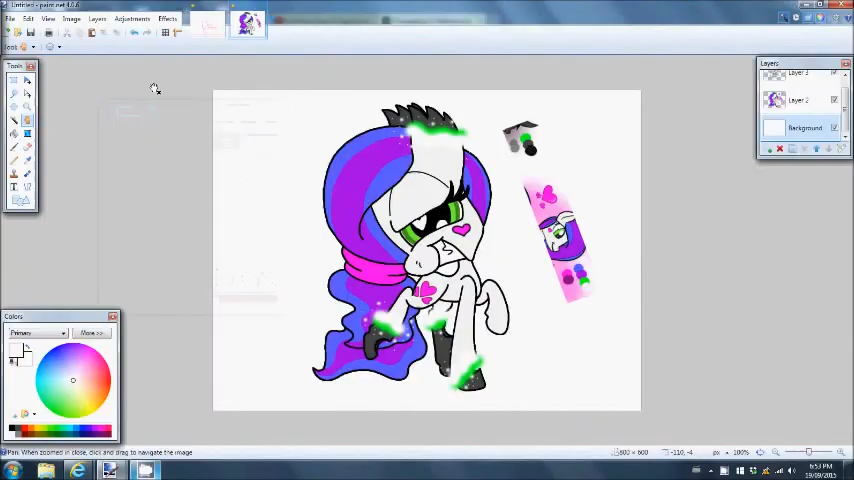 Untitled - paint.net 4.0.6
File Edit View Image Layers Adjustments Effects
Tools
Layers
Layer 3
Layer 2
Background
Colors
Primary
More >>
Pan. When zoomed in close, click and drag to navigate the image
800 × 600
-110, -4
px
100%
6:53 PM
19/09/2015